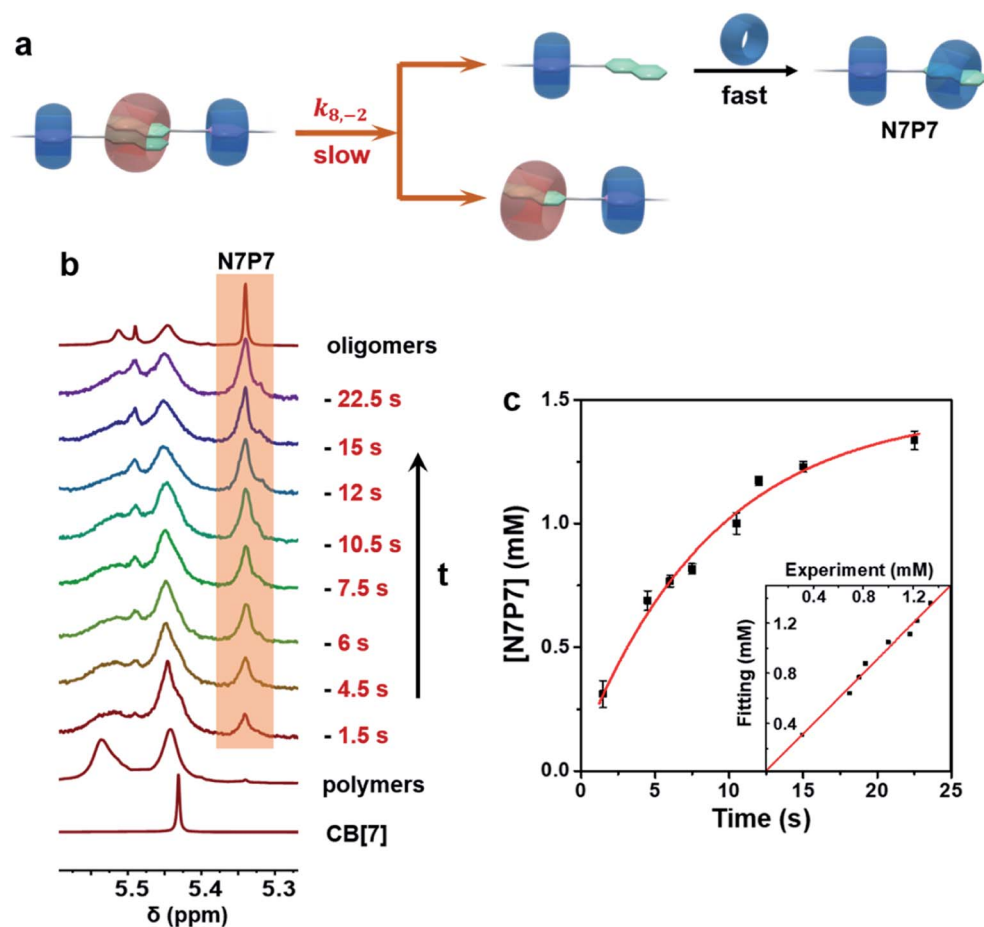 a
k8,−2
slow
fast
N7P7
b
N7P7
oligomers
- 22.5 s
- 15 s
- 12 s
- 10.5 s
- 7.5 s
- 6 s
- 4.5 s
- 1.5 s
polymers
CB[7]
t
5.5 5.4 5.3
δ (ppm)
c
1.5
1.0
0.5
0.0
[N7P7] (mM)
0 5 10 15 20 25
Time (s)
Experiment (mM)
0.4 0.8 1.2
1.2
0.8
0.4
Fitting (mM)